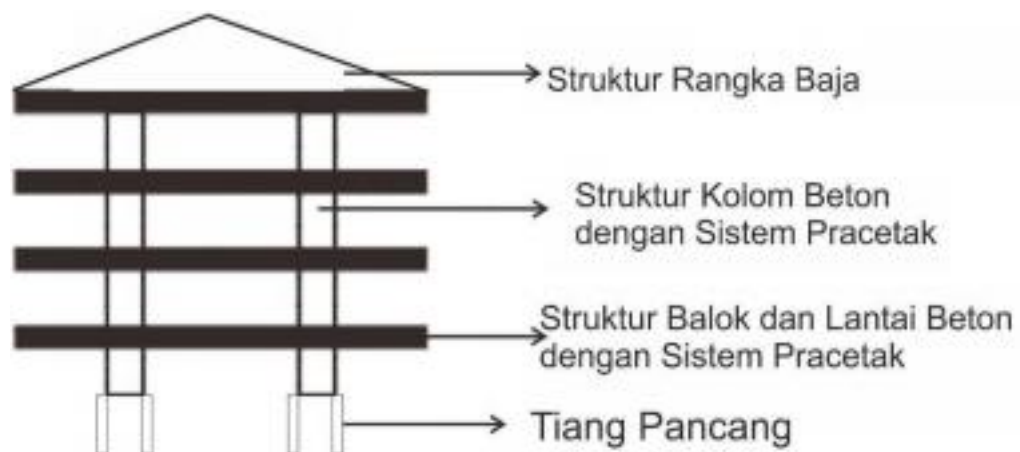 Struktur Rangka Baja
Struktur Kolom Beton
dengan Sistem Pracetak
Struktur Balok dan Lantai Beton
dengan Sistem Pracetak
Tiang Pancang